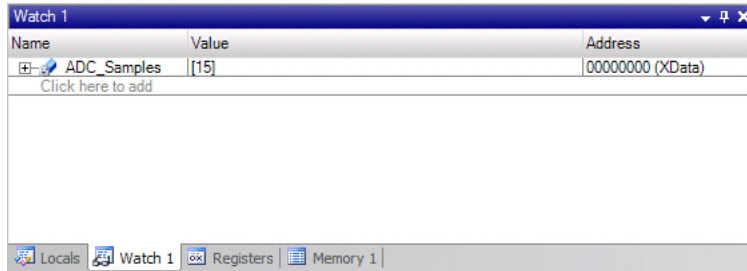 Watch 1
Name Value Address
ADC_Samples [15] 00000000 (XData)
Click here to add
Locals Watch 1 Registers Memory 1